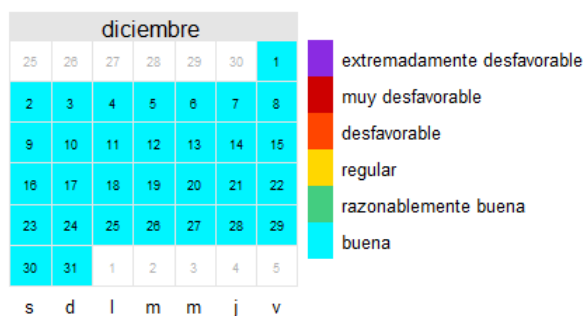 diciembre
25 26 27 28 29 30 1
2 3 4 5 6 7 8
9 10 11 12 13 14 15
16 17 18 19 20 21 22
23 24 25 26 27 28 29
30 31 1 2 3 4 5
s d l m m j v
extremadamente desfavorable
muy desfavorable
desfavorable
regular
razonablemente buena
buena